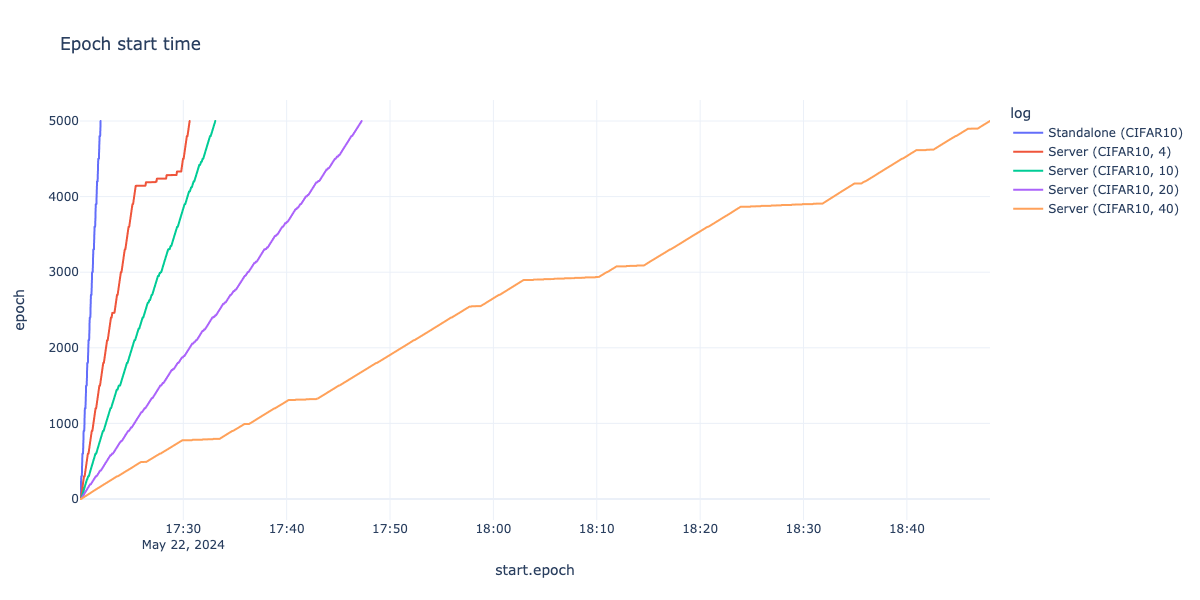 Epoch start time
epoch
5000
4000
3000
2000
1000
0
17:30
May 22, 2024
17:40
17:50
18:00
18:10
18:20
18:30
18:40
start.epoch
log
Standalone (CIFAR10)
Server (CIFAR10, 4)
Server (CIFAR10, 10)
Server (CIFAR10, 20)
Server (CIFAR10, 40)